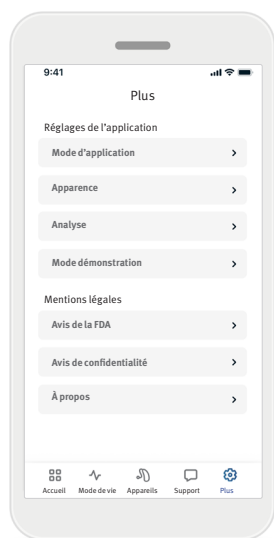 9:41
Plus
Réglages de l'application
Mode d'application
Apparence
Analyse
Mode démonstration
Mentions légales
Avis de la FDA
Avis de confidentialité
À propos
Accueil Mode de vie Appareils Support Plus